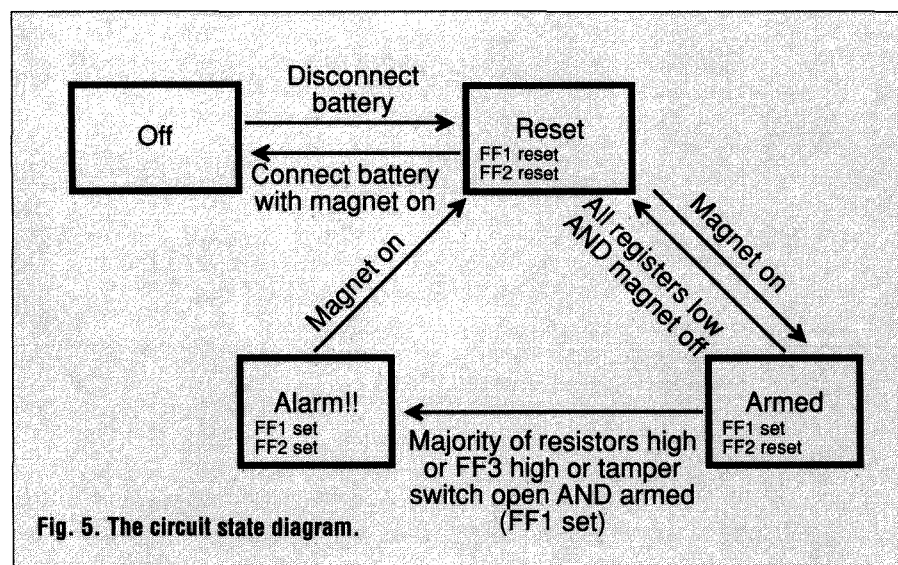 Disconnect
battery
Off
Reset
FF1 reset
FF2 reset
Connect battery
with magnet on
Magnet on
All registers low
AND magnet off
Magnet on
Alarm!!
FF1 set
FF2 set
Armed
FF1 set
FF2 reset
Majority of resistors high
or FF3 high or tamper
switch open AND armed
(FF1 set)
Fig. 5. The circuit state diagram.